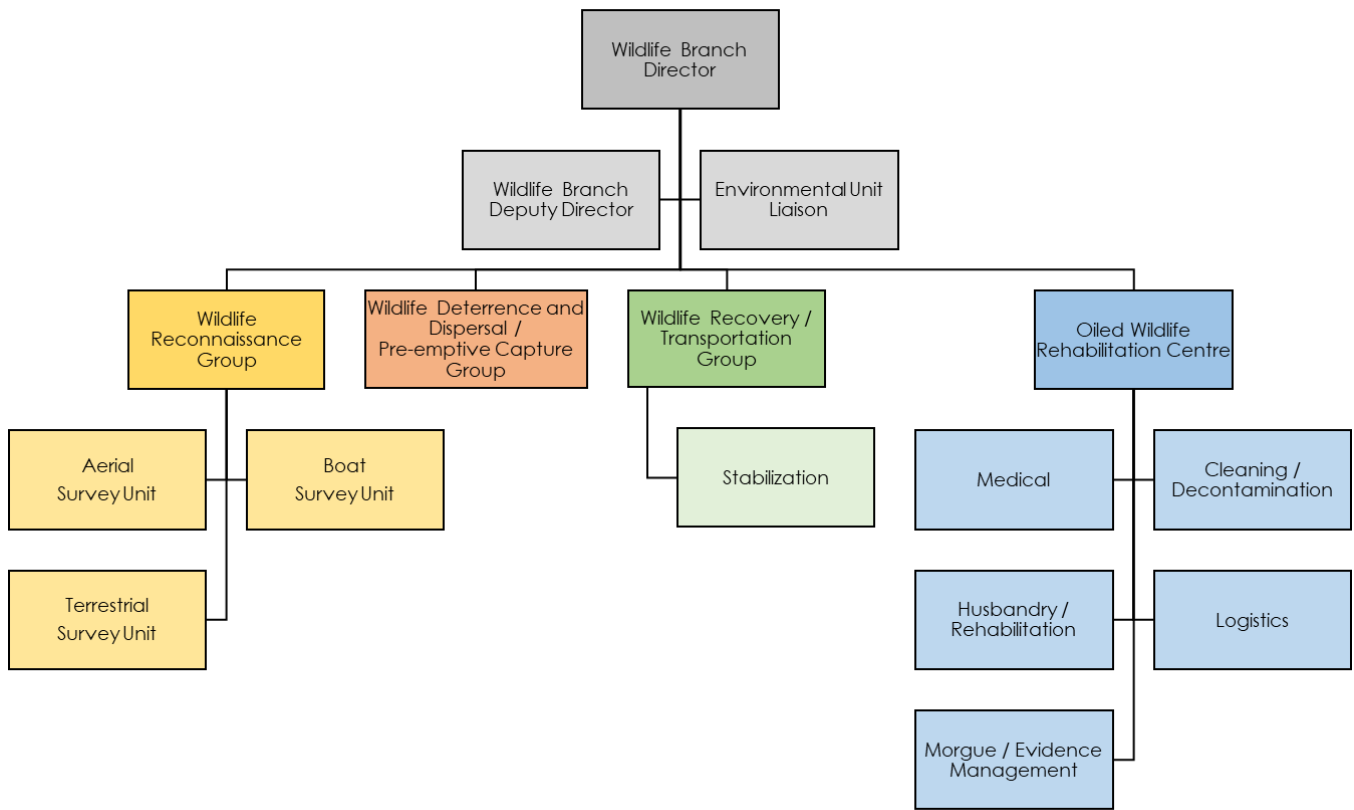 Wildlife Branch
Director
Wildlife Branch
Deputy Director
Environmental Unit
Liaison
Wildlife
Reconnaissance
Group
Wildlife Deterrence and
Dispersal /
Pre-emptive Capture
Group
Wildlife Recovery /
Transportation
Group
Oiled Wildlife
Rehabilitation Centre
Aerial
Survey Unit
Boat
Survey Unit
Stabilization
Medical
Cleaning /
Decontamination
Terrestrial
Survey Unit
Husbandry /
Rehabilitation
Logistics
Morgue / Evidence
Management